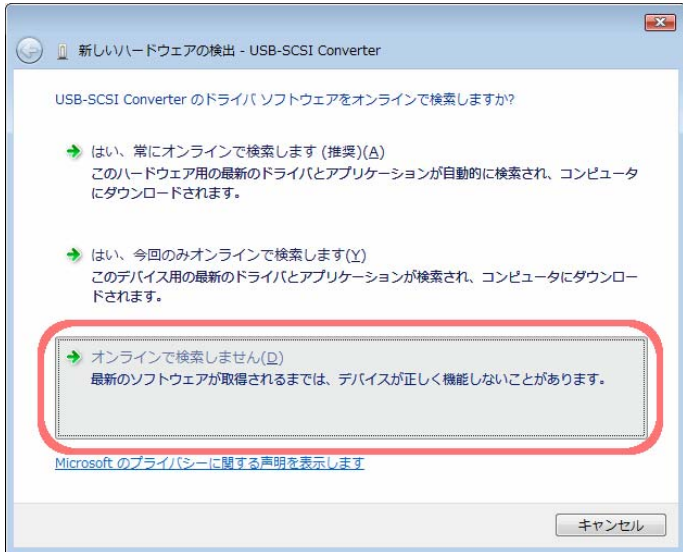 新しいハードウェアの検出 - USB-SCSI Converter
USB-SCSI Converter のドライバ ソフトウェアをオンラインで検索しますか?
はい、常にオンラインで検索します (推奨)(A)
このハードウェア用の最新のドライバとアプリケーションが自動的に検索され、コンピュータ
にダウンロードされます。
はい、今回のみオンラインで検索します(Y)
このデバイス用の最新のドライバとアプリケーションが検索され、コンピュータにダウンロー
ドされます。
オンラインで検索しません(D)
最新のソフトウェアが取得されるまでは、デバイスが正しく機能しないことがあります。
Microsoft のプライバシーに関する声明を表示します
キャンセル